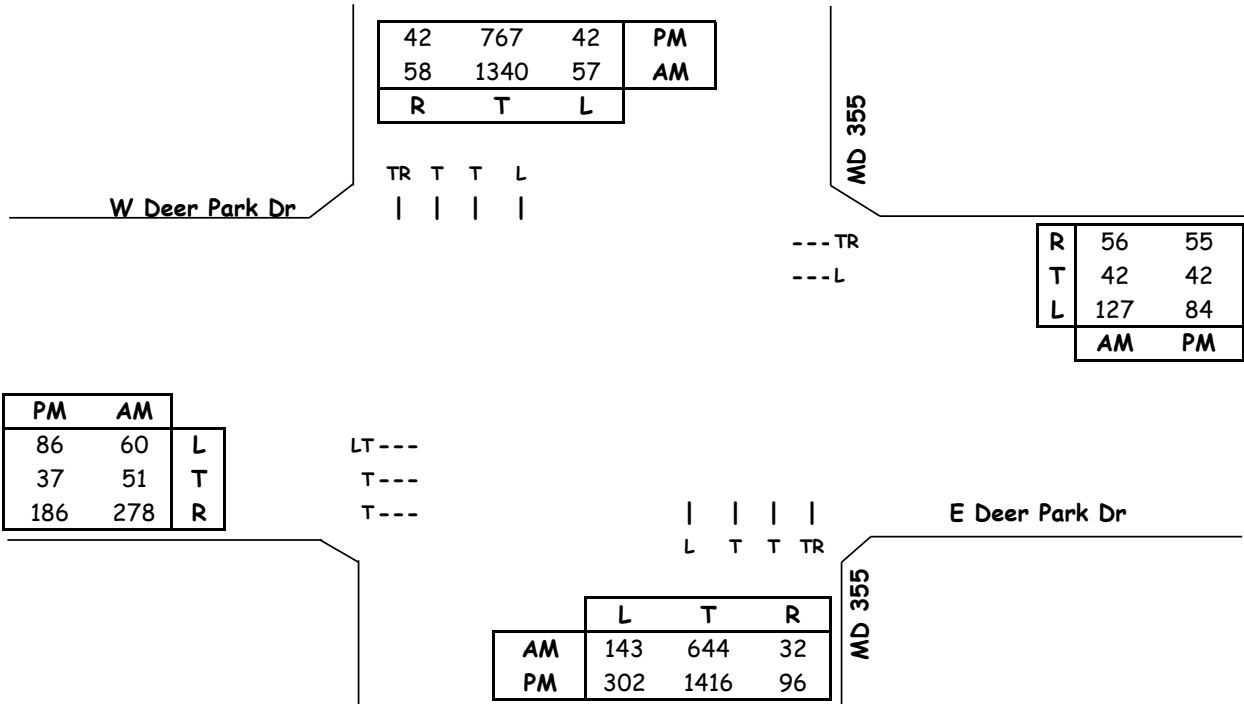 42 767 42 PM
58 1340 57 AM
R T L
MD 355
TR T T L
W Deer Park Dr
--- TR
--- L
R 56 55
T 42 42
L 127 84
AM PM
PM AM
86 60 L
37 51 T
186 278 R
LT ---
T ---
T ---
E Deer Park Dr
L T T TR
MD 355
L T R
AM 143 644 32
PM 302 1416 96